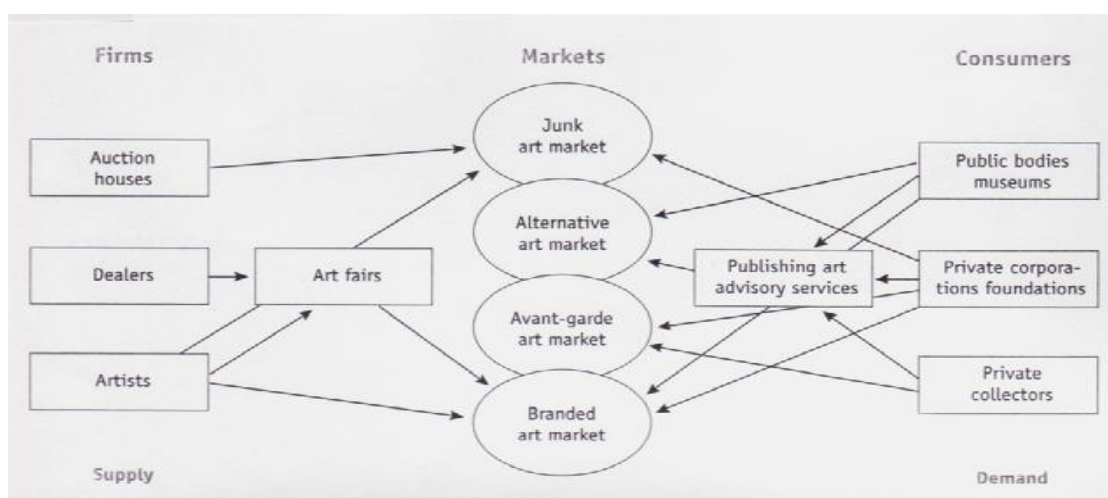 Firms
Markets
Consumers
Junk
art market
Auction
houses
Public bodies
museums
Alternative
art market
Dealers
Art fairs
Publishing art
advisory services
Private corpora-
tions foundations
Avant-garde
art market
Artists
Private
collectors
Branded
art market
Supply
Demand